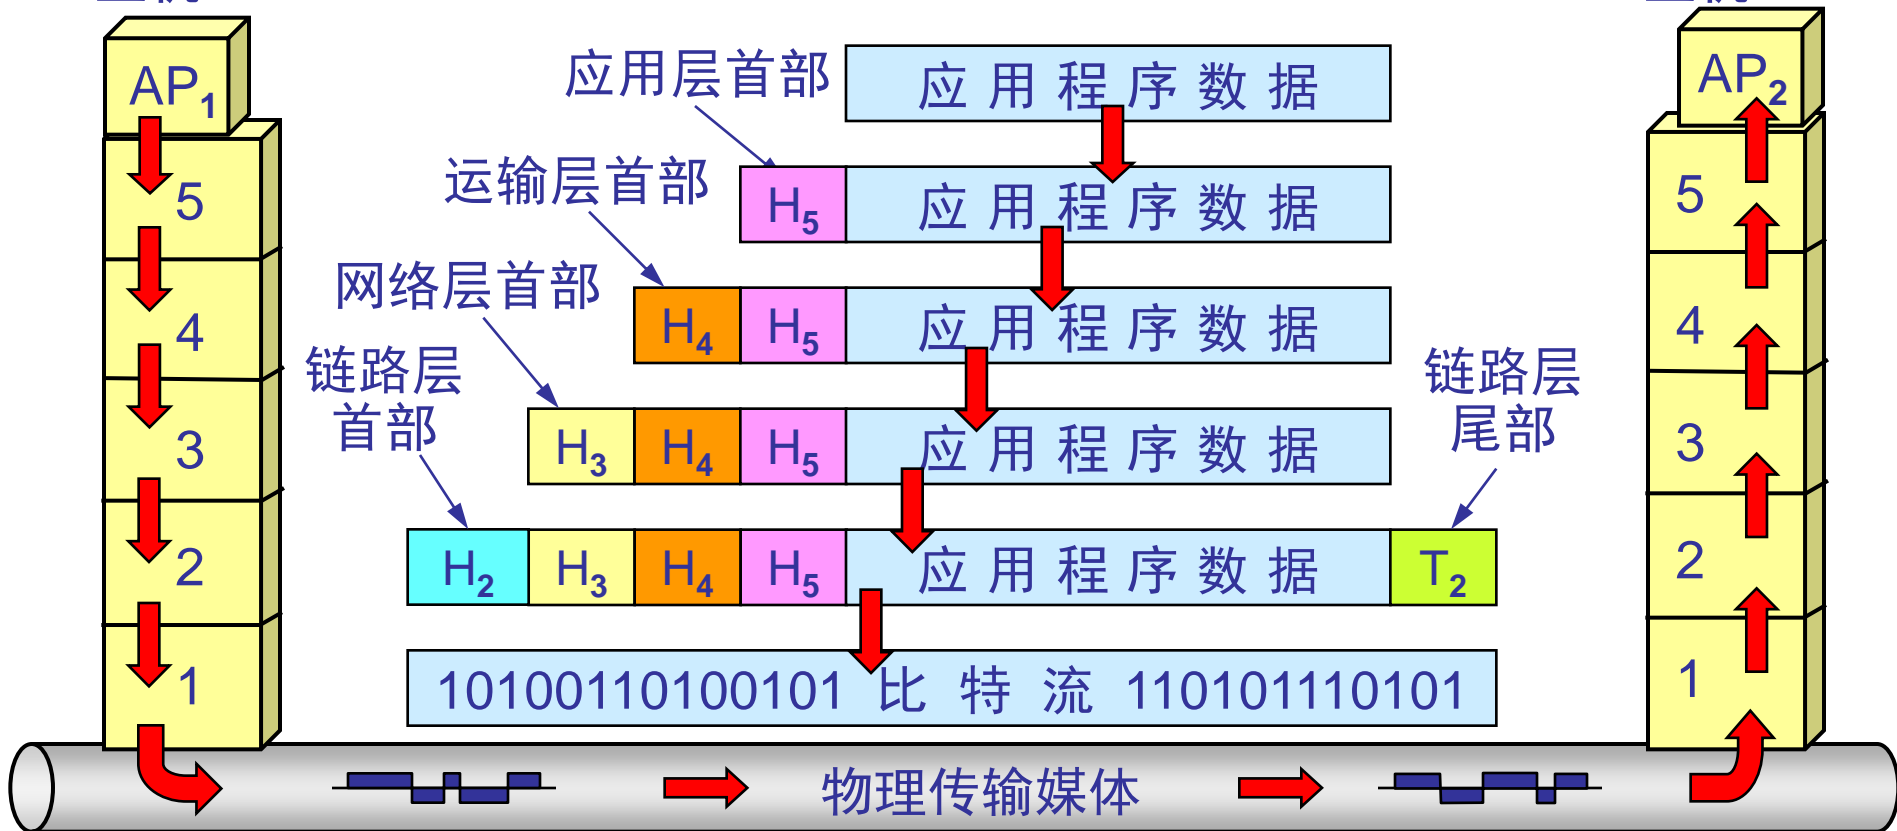 AP1
AP2
应用层首部
应用程序数据
运输层首部
H5 应用程序数据
网络层首部
H4 H5 应用程序数据
链路层
首部
H3 H4 H5 应用程序数据
链路层
尾部
H2 H3 H4 H5 应用程序数据 T2
10100110100101 比特流 110101110101
5
4
3
2
1
5
4
3
2
1
物理传输媒体